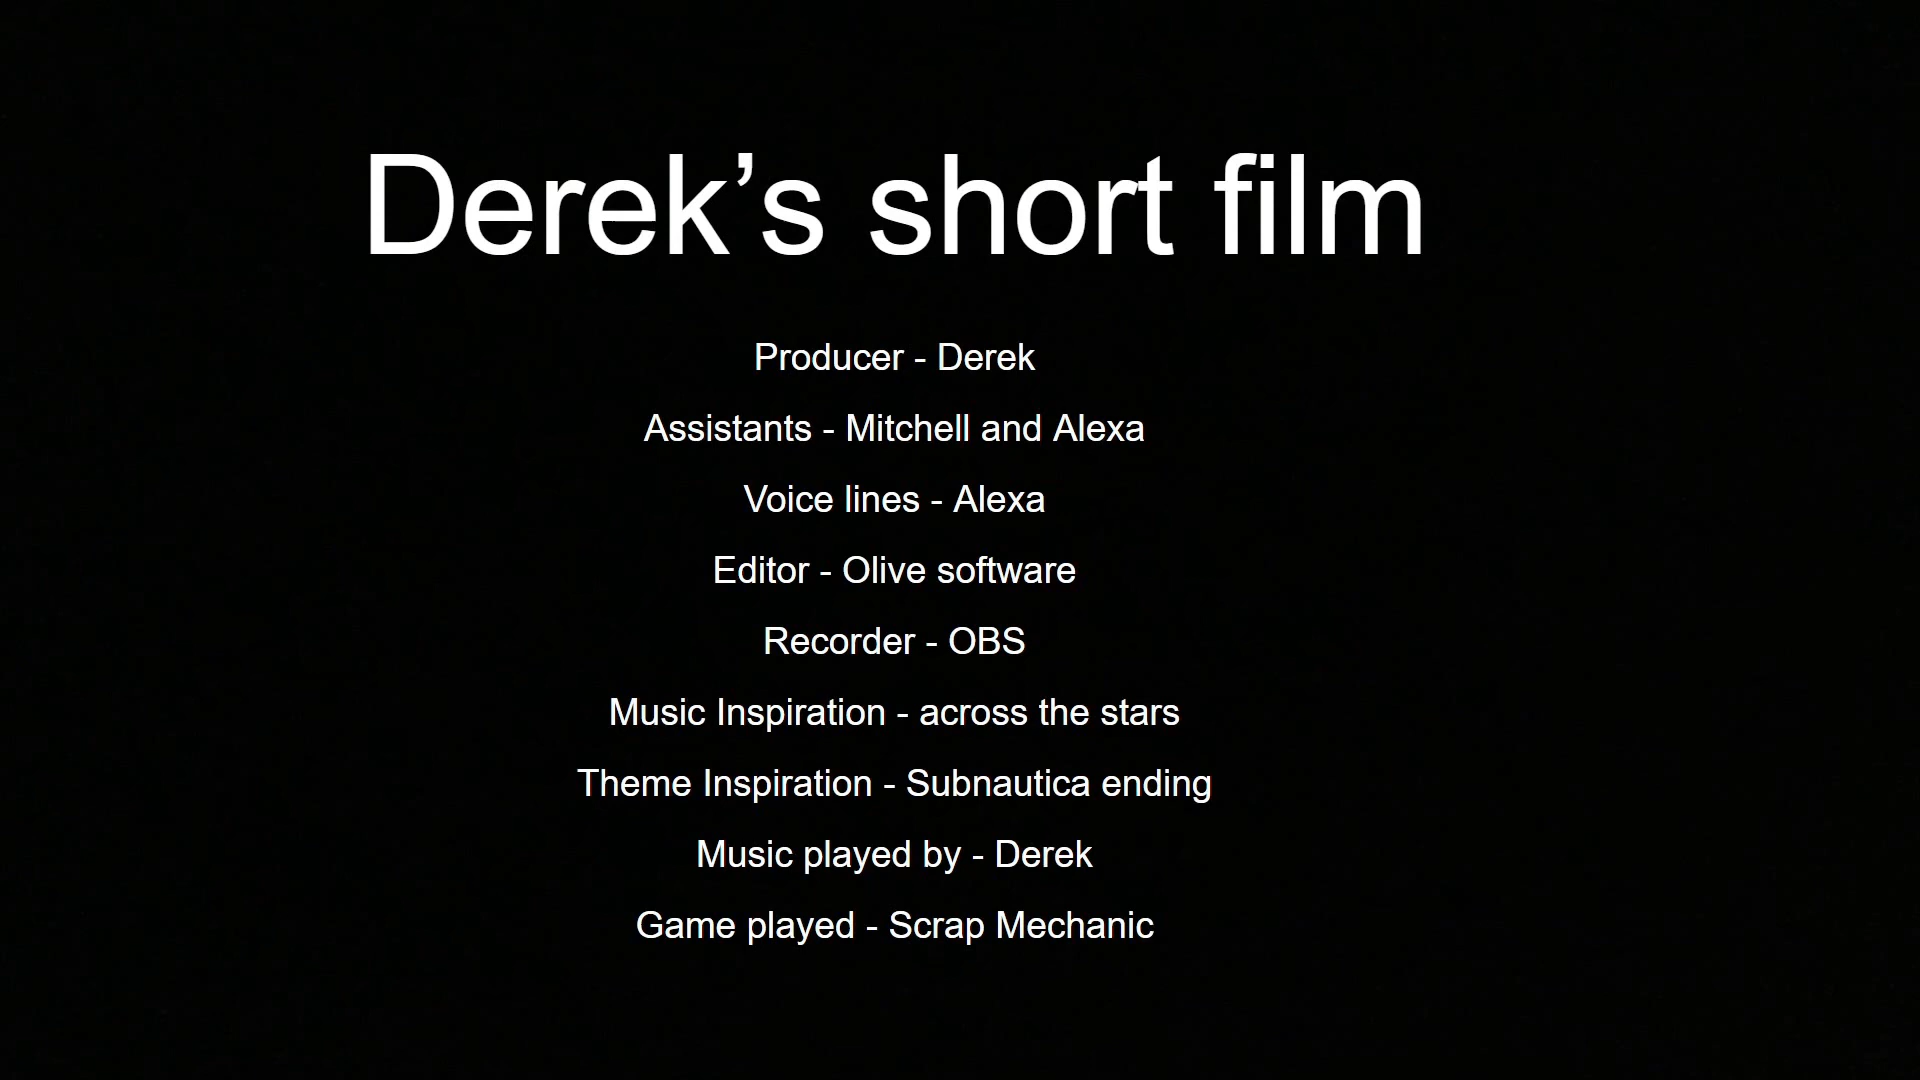 Derek’s short film
Producer - Derek
Assistants - Mitchell and Alexa
Voice lines - Alexa
Editor - Olive software
Recorder - OBS
Music Inspiration - across the stars
Theme Inspiration - Subnautica ending
Music played by - Derek
Game played - Scrap Mechanic